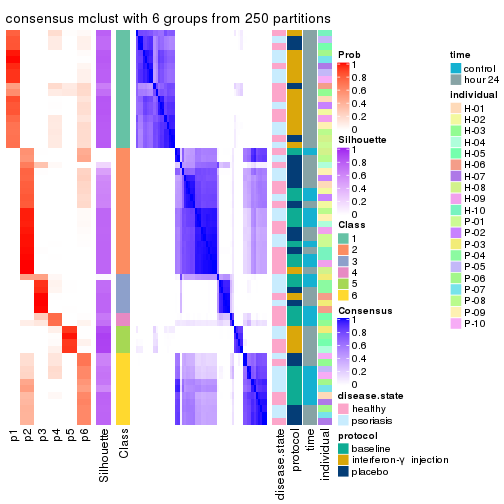 consensus mclust with 6 groups from 250 partitions
Prob
1
0.8
0.6
0.4
0.2
0
Silhouette
1
0.8
0.6
0.4
0.2
0
Class
1
2
3
4
5
6
Consensus
1
0.8
0.6
0.4
0.2
0
disease.state
healthy
psoriasis
protocol
baseline
interferon-γ injection
placebo
time
control
hour 24
individual
H-01
H-02
H-03
H-04
H-05
H-06
H-07
H-08
H-09
H-10
P-01
P-02
P-03
P-04
P-05
P-06
P-07
P-08
P-09
P-10
p1
p2
p3
p4
p5
p6
Silhouette
Class
disease.state
protocol
time
individual